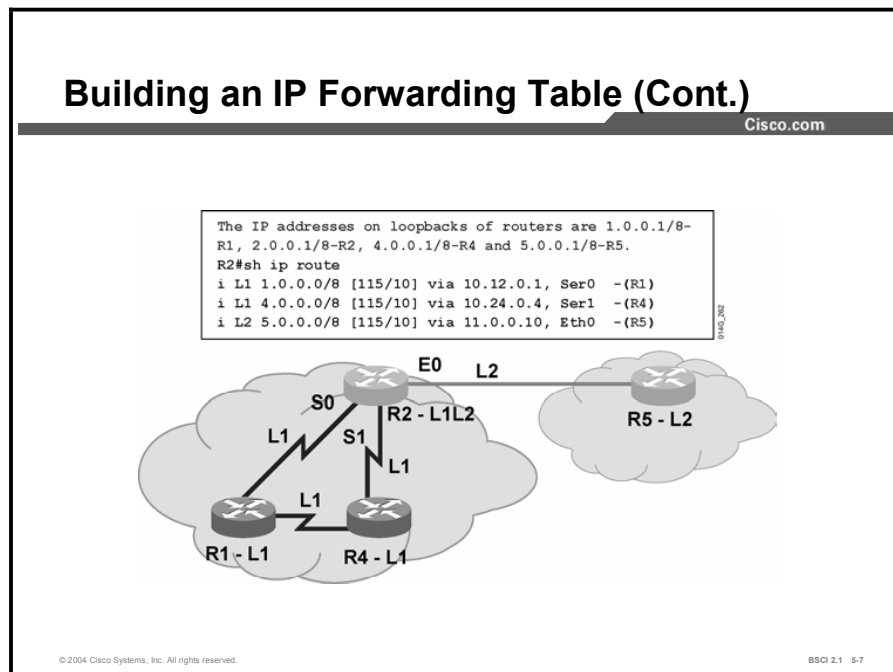 Building an IP Forwarding Table (Cont.)
Cisco.com
The IP addresses on loopbacks of routers are 1.0.0.1/8-
R1, 2.0.0.1/8-R2, 4.0.0.1/8-R4 and 5.0.0.1/8-R5.
R2#sh ip route
i L1 1.0.0.0/8 [115/10] via 10.12.0.1, Ser0 -(R1)
i L1 4.0.0.0/8 [115/10] via 10.24.0.4, Ser1 -(R4)
i L2 5.0.0.0/8 [115/10] via 11.0.0.10, Eth0 -(R5)
014G_262
E0
L2
S0
R2 - L1L2
R5 - L2
L1
S1
L1
L1
R1 - L1
R4 - L1
© 2004 Cisco Systems, Inc. All rights reserved.
BSCI 2.1 5-7